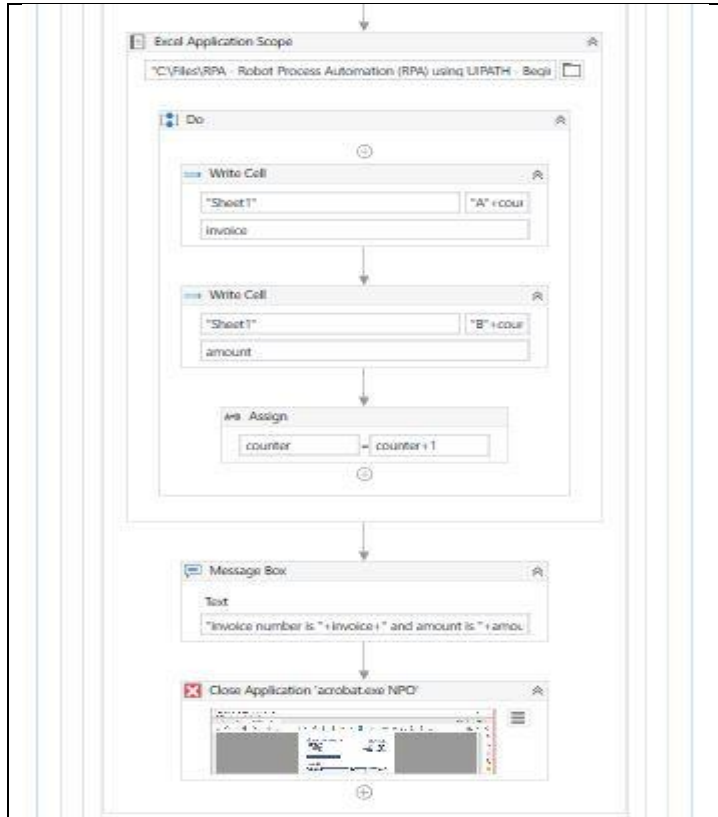 Excel Application Scope
"C:\Files\RPA - Robot Process Automation (RPA) using UIPATH - Begi
Do
Write Cell
"Sheet1" "A"+cour
invoice
Write Cell
"Sheet1" "B"+cour
amount
A+B Assign
counter = counter+1
Message Box
Text
"Invoice number is "+invoice+" and amount is "+amou
Close Application 'acrobat.exe NPO'